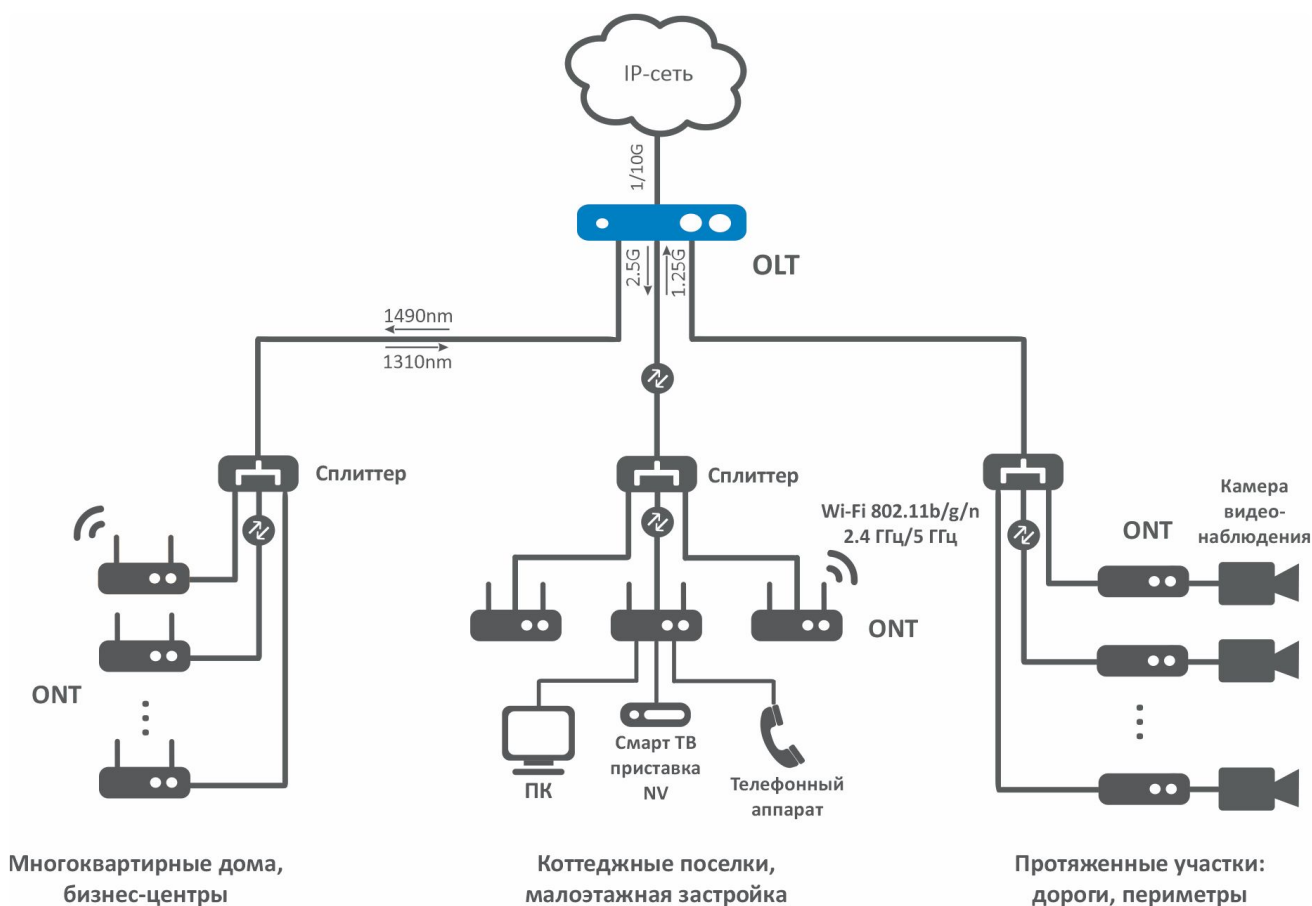 IP-сеть
1/10G
OLT
2.5G
1.25G
1490nm
1310nm
Сплиттер
Сплиттер
Wi-Fi 802.11b/g/n
2.4 ГГц/5 ГГц
ONT
Камера
видео-
наблюдения
ONT
ONT
ПК
Смарт ТВ
приставка
NV
Телефонный
аппарат
Многоквартирные дома,
бизнес-центры
Коттеджные поселки,
малоэтажная застройка
Протяженные участки:
дороги, периметры